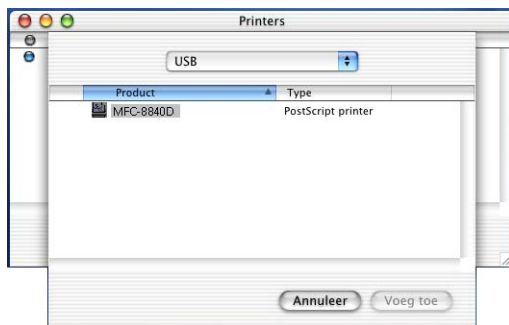 Printers
USB
Product Type
MFC-8840D PostScript printer
Annuleer Voeg toe